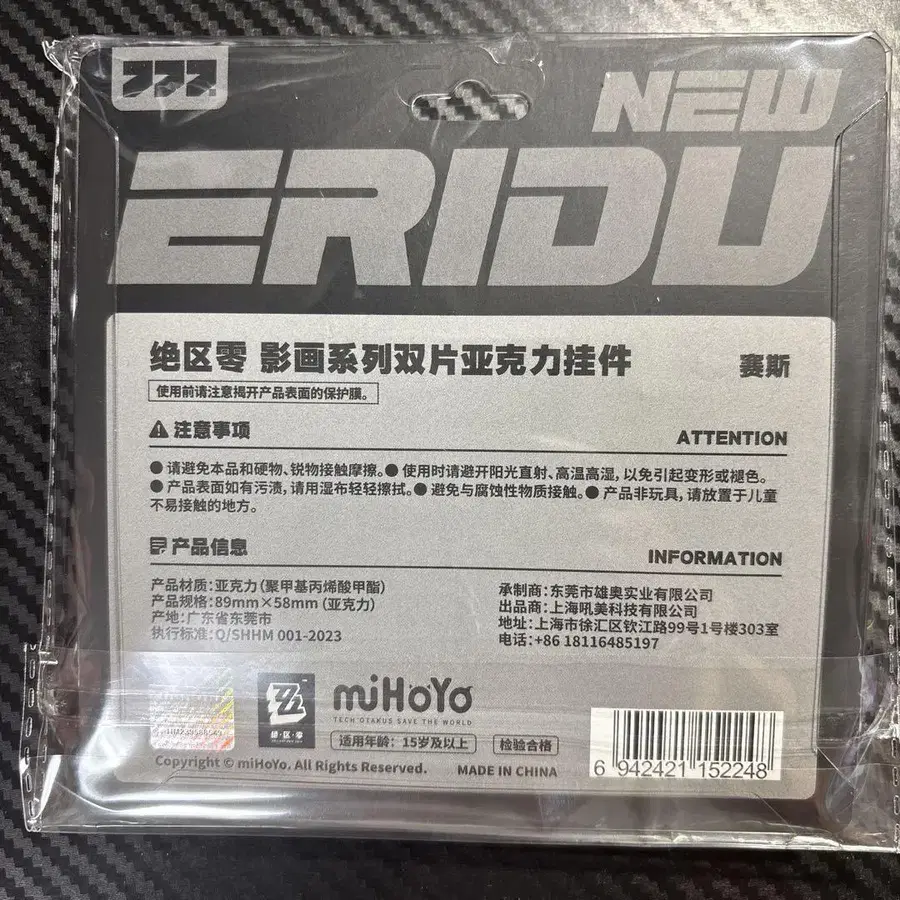 ZZZ.
NEW
ERIDU
绝区零 影画系列双片亚克力挂件 赛斯
使用前请注意揭开产品表面的保护膜。
注意事项 ATTENTION
● 请避免本品和硬物、锐物接触摩擦。● 使用时请避开阳光直射、高温高湿,以免引起变形或褪色。
● 产品表面如有污渍,请用湿布轻轻擦拭。● 避免与腐蚀性物质接触。● 产品非玩具,请放置于儿童
不易接触的地方。
产品信息 INFORMATION
产品材质:亚克力(聚甲基丙烯酸甲酯)
产品规格:89mm×58mm(亚克力)
产地:广东省东莞市
执行标准:Q/SHHM 001-2023
承制商:东莞市雄奥实业有限公司
出品商:上海吼美科技有限公司
地址:上海市徐汇区钦江路99号1号楼303室
电话:+86 18116485197
绝·区·零
miHoYo
TECH OTAKUS SAVE THE WORLD
适用年龄:15岁及以上 检验合格
Copyright © miHoYo. All Rights Reserved. MADE IN CHINA
6 942421 152248